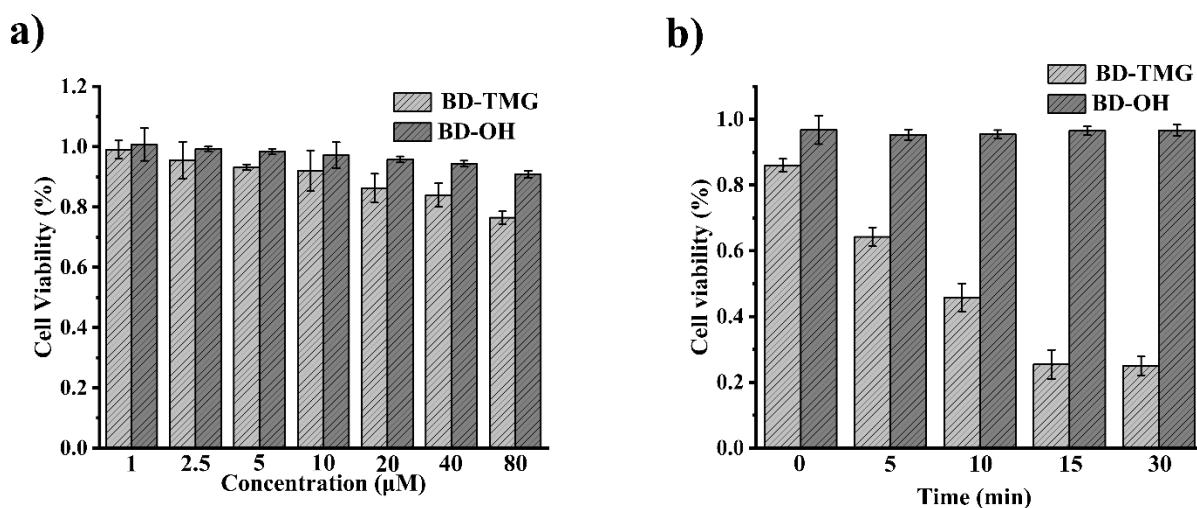 a)
1.2
1.0
0.8
0.6
0.4
0.2
0.0
Cell Viability (%)
BD-TMG
BD-OH
1 2.5 5 10 20 40 80
Concentration (µM)
b)
1.0
0.8
0.6
0.4
0.2
0.0
Cell viability (%)
BD-TMG
BD-OH
0 5 10 15 30
Time (min)